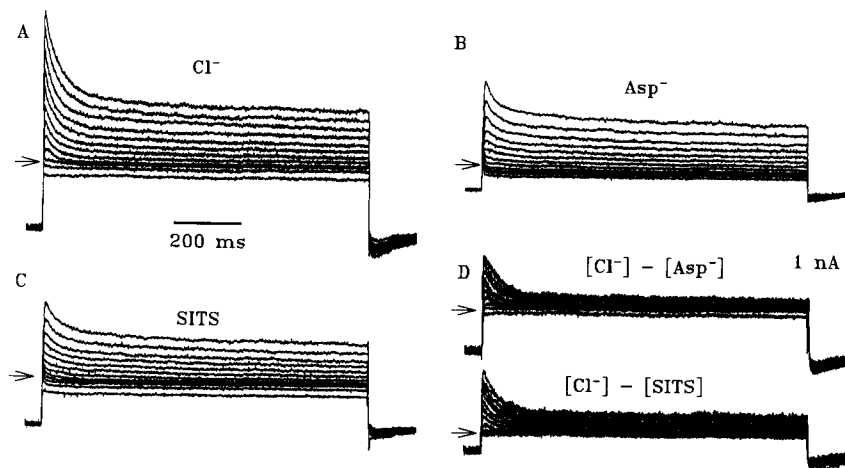 A
Cl⁻
200 ms
B
Asp⁻
C
SITS
D
[Cl⁻] – [Asp⁻]
1 nA
[Cl⁻] – [SITS]